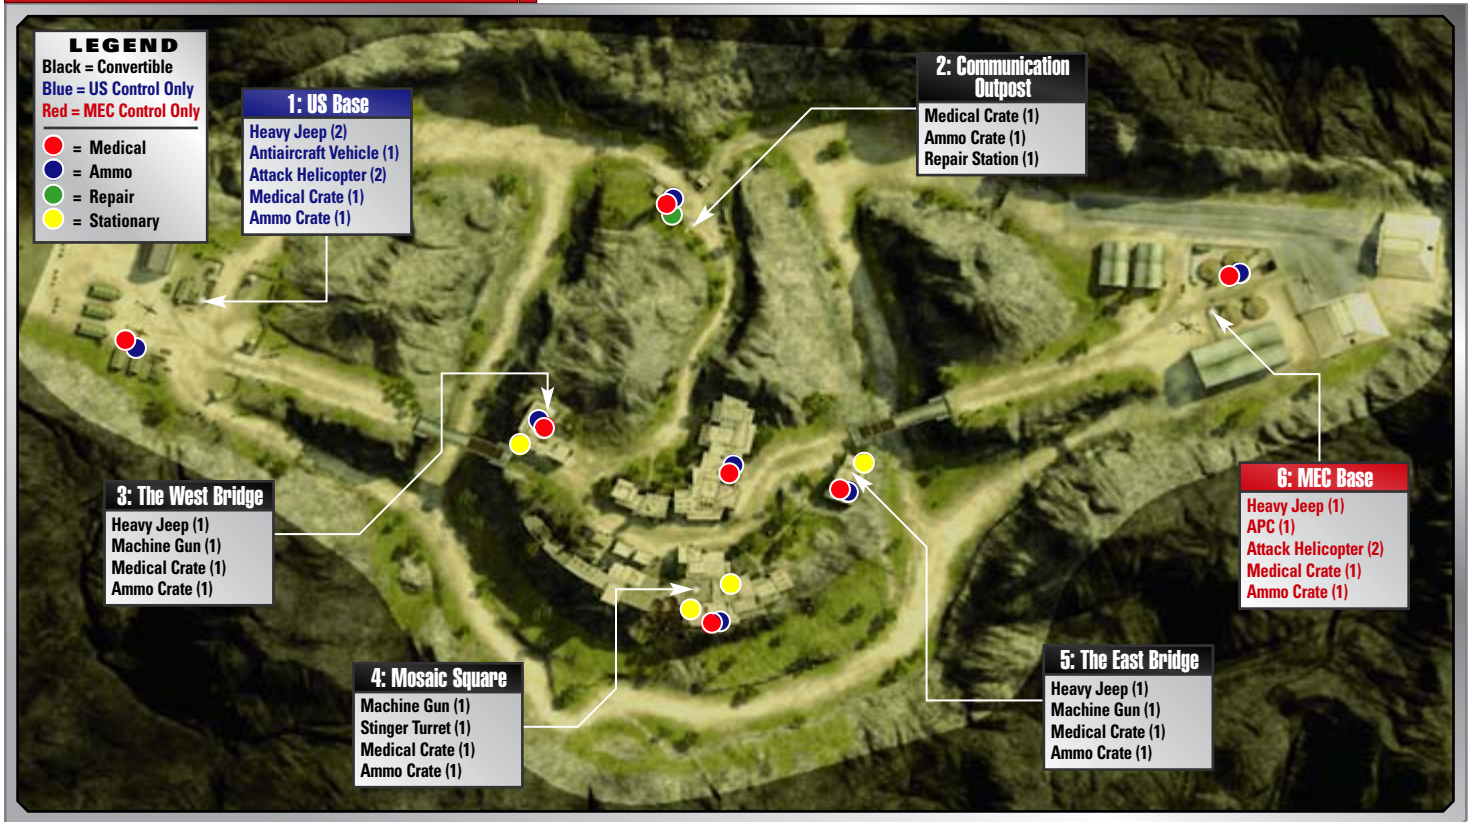 LEGEND
Black = Convertible
Blue = US Control Only
Red = MEC Control Only
= Medical
= Ammo
= Repair
= Stationary
1: US Base
Heavy Jeep (2)
Antiaircraft Vehicle (1)
Attack Helicopter (2)
Medical Crate (1)
Ammo Crate (1)
2: Communication
Outpost
Medical Crate (1)
Ammo Crate (1)
Repair Station (1)
3: The West Bridge
Heavy Jeep (1)
Machine Gun (1)
Medical Crate (1)
Ammo Crate (1)
4: Mosaic Square
Machine Gun (1)
Stinger Turret (1)
Medical Crate (1)
Ammo Crate (1)
5: The East Bridge
Heavy Jeep (1)
Machine Gun (1)
Medical Crate (1)
Ammo Crate (1)
6: MEC Base
Heavy Jeep (1)
APC (1)
Attack Helicopter (2)
Medical Crate (1)
Ammo Crate (1)